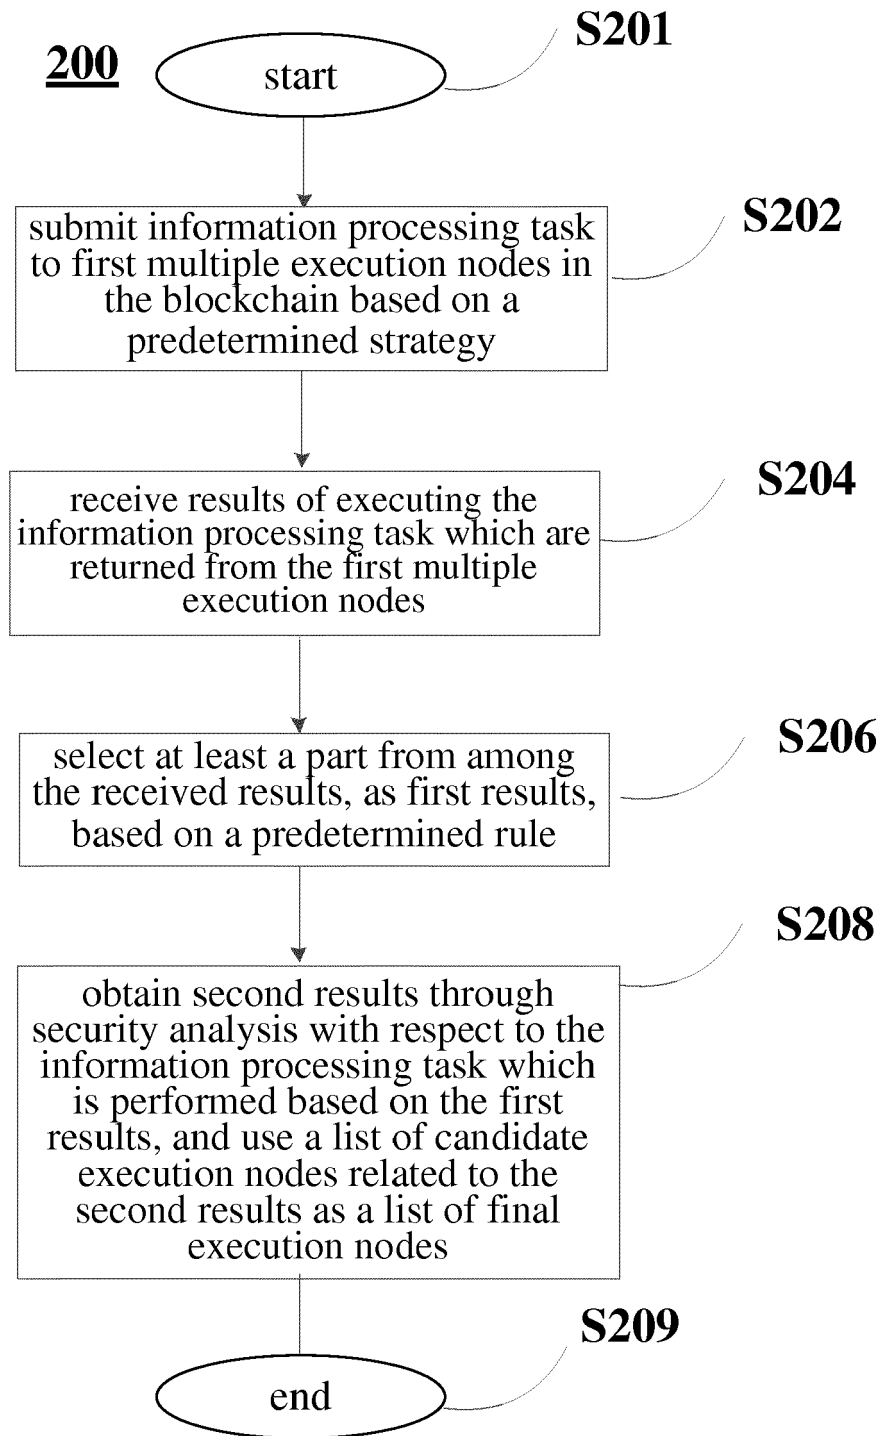 S201
200
start
S202
submit information processing task
to first multiple execution nodes in
the blockchain based on a
predetermined strategy
S204
receive results of executing the
information processing task which are
returned from the first multiple
execution nodes
S206
select at least a part from among
the received results, as first results,
based on a predetermined rule
S208
obtain second results through
security analysis with respect to the
information processing task which
is performed based on the first
results, and use a list of candidate
execution nodes related to the
second results as a list of final
execution nodes
S209
end